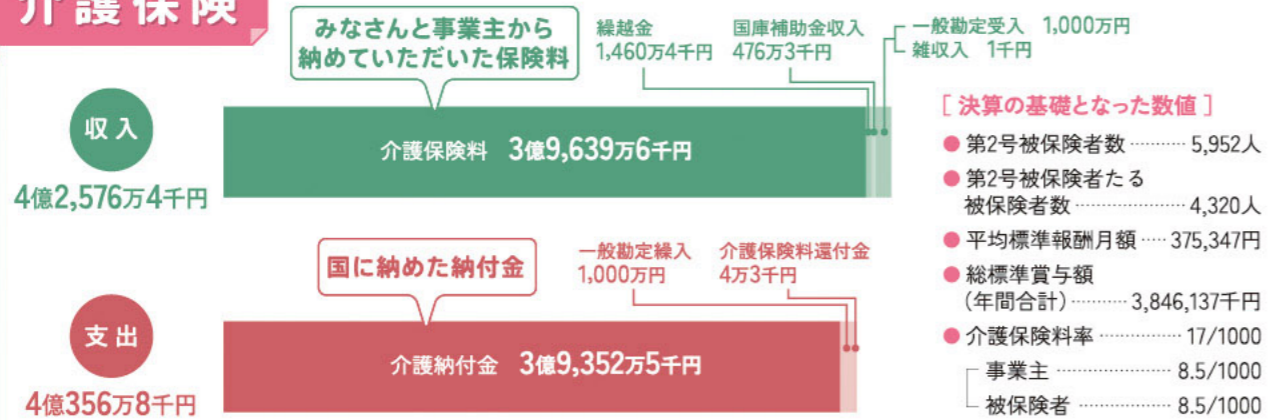 介護保険
みなさんと事業主から
納めていただいた保険料
繰越金
1,460万4千円
国庫補助金収入
476万3千円
一般勘定受入 1,000万円
雑収入 1千円
収入
4億2,576万4千円
介護保険料 3億9,639万6千円
国に納めた納付金
一般勘定繰入
1,000万円
介護保険料還付金
4万3千円
支出
4億356万8千円
介護納付金 3億9,352万5千円
[ 決算の基礎となった数値 ]
● 第2号被保険者数 ………… 5,952人
● 第2号被保険者たる
被保険者数 ………………… 4,320人
● 平均標準報酬月額 …… 375,347円
● 総標準賞与額
(年間合計) ………… 3,846,137千円
● 介護保険料率 ……………… 17/1000
事業主 ……………………… 8.5/1000
被保険者 ………………… 8.5/1000